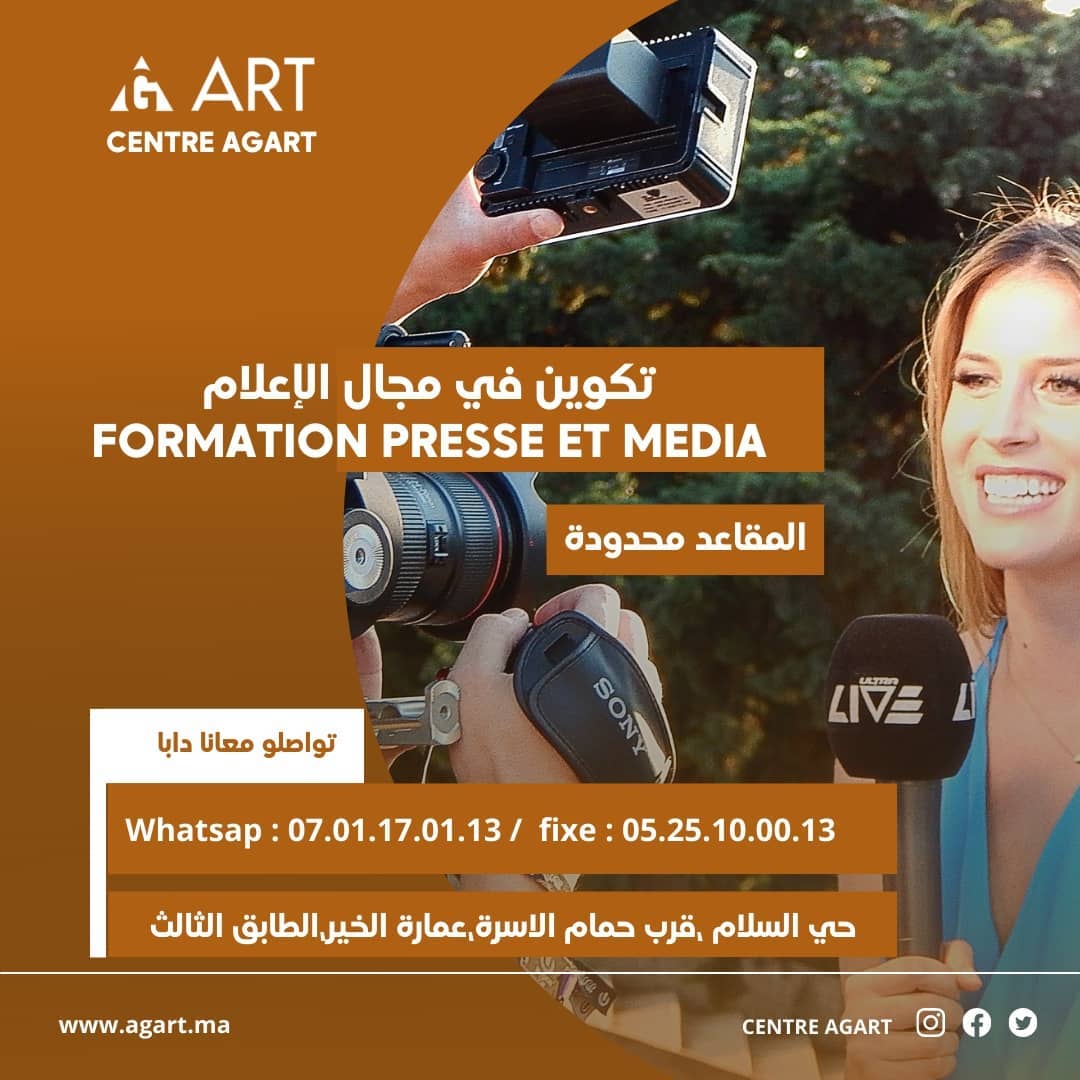 AG ART
CENTRE AGART
تكوين في مجال الإعلام
FORMATION PRESSE ET MEDIA
المقاعد محدودة
SONY
ULTRA
LIVE
تواصلو معانا دابا
Whatsap : 07.01.17.01.13 / fixe : 05.25.10.00.13
حي السلام ،قرب حمام الاسرة،عمارة الخير،الطابق الثالث
www.agart.ma
CENTRE AGART